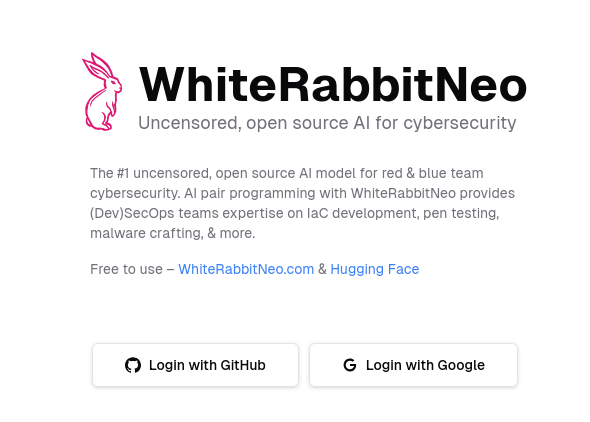 WhiteRabbitNeo
Uncensored, open source AI for cybersecurity
The #1 uncensored, open source AI model for red & blue team
cybersecurity. AI pair programming with WhiteRabbitNeo provides
(Dev)SecOps teams expertise on IaC development, pen testing,
malware crafting, & more.
Free to use – WhiteRabbitNeo.com & Hugging Face
Login with GitHub
Login with Google